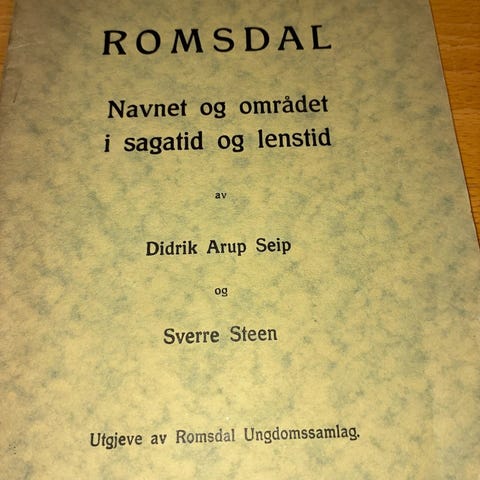 ROMSDAL
Navnet og området
i sagatid og lenstid
av
Didrik Arup Seip
og
Sverre Steen
Utgjeve av Romsdal Ungdomssamlag.